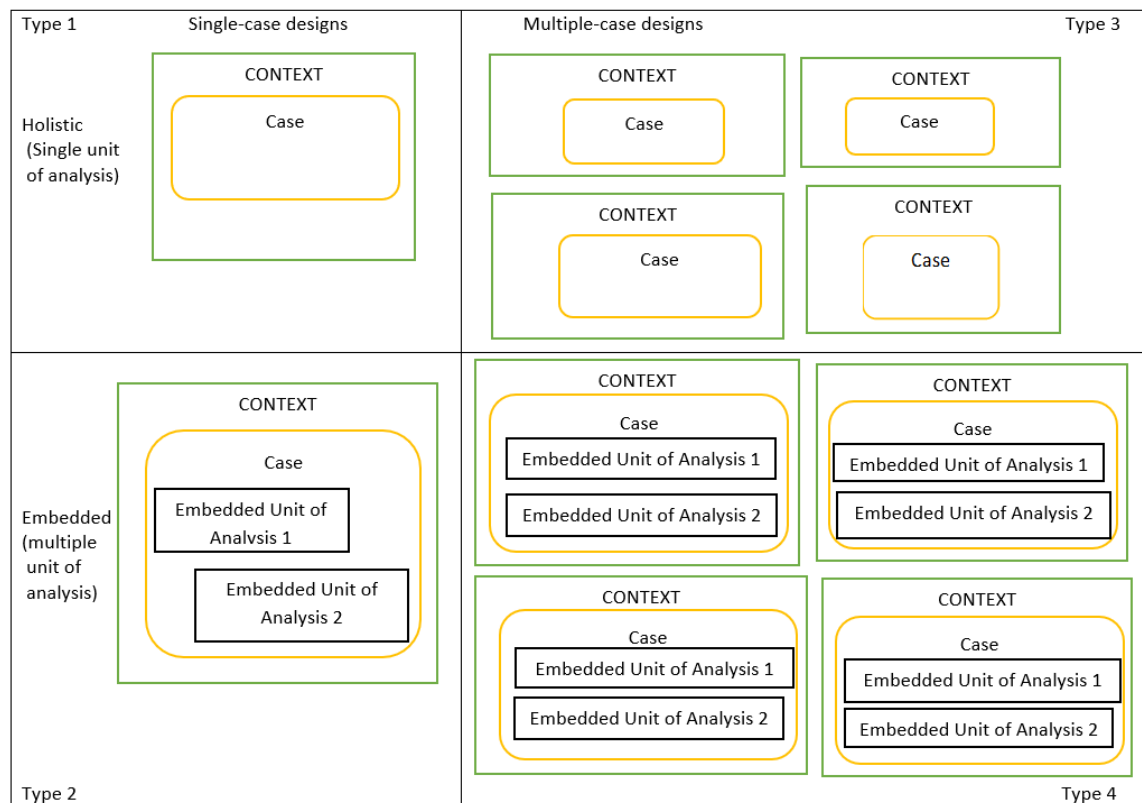 Type 1
Single-case designs
Multiple-case designs
Type 3
Holistic
(Single unit
of analysis)
CONTEXT
Case
CONTEXT
Case
CONTEXT
Case
CONTEXT
Case
CONTEXT
Case
Embedded
(multiple
unit of
analysis)
CONTEXT
Case
Embedded Unit of
Analvsis 1
Embedded Unit of
Analysis 2
CONTEXT
Case
Embedded Unit of Analysis 1
Embedded Unit of Analysis 2
CONTEXT
Case
Embedded Unit of Analysis 1
Embedded Unit of Analysis 2
CONTEXT
Case
Embedded Unit of Analysis 1
Embedded Unit of Analysis 2
CONTEXT
Case
Embedded Unit of Analysis 1
Embedded Unit of Analysis 2
Type 2
Type 4